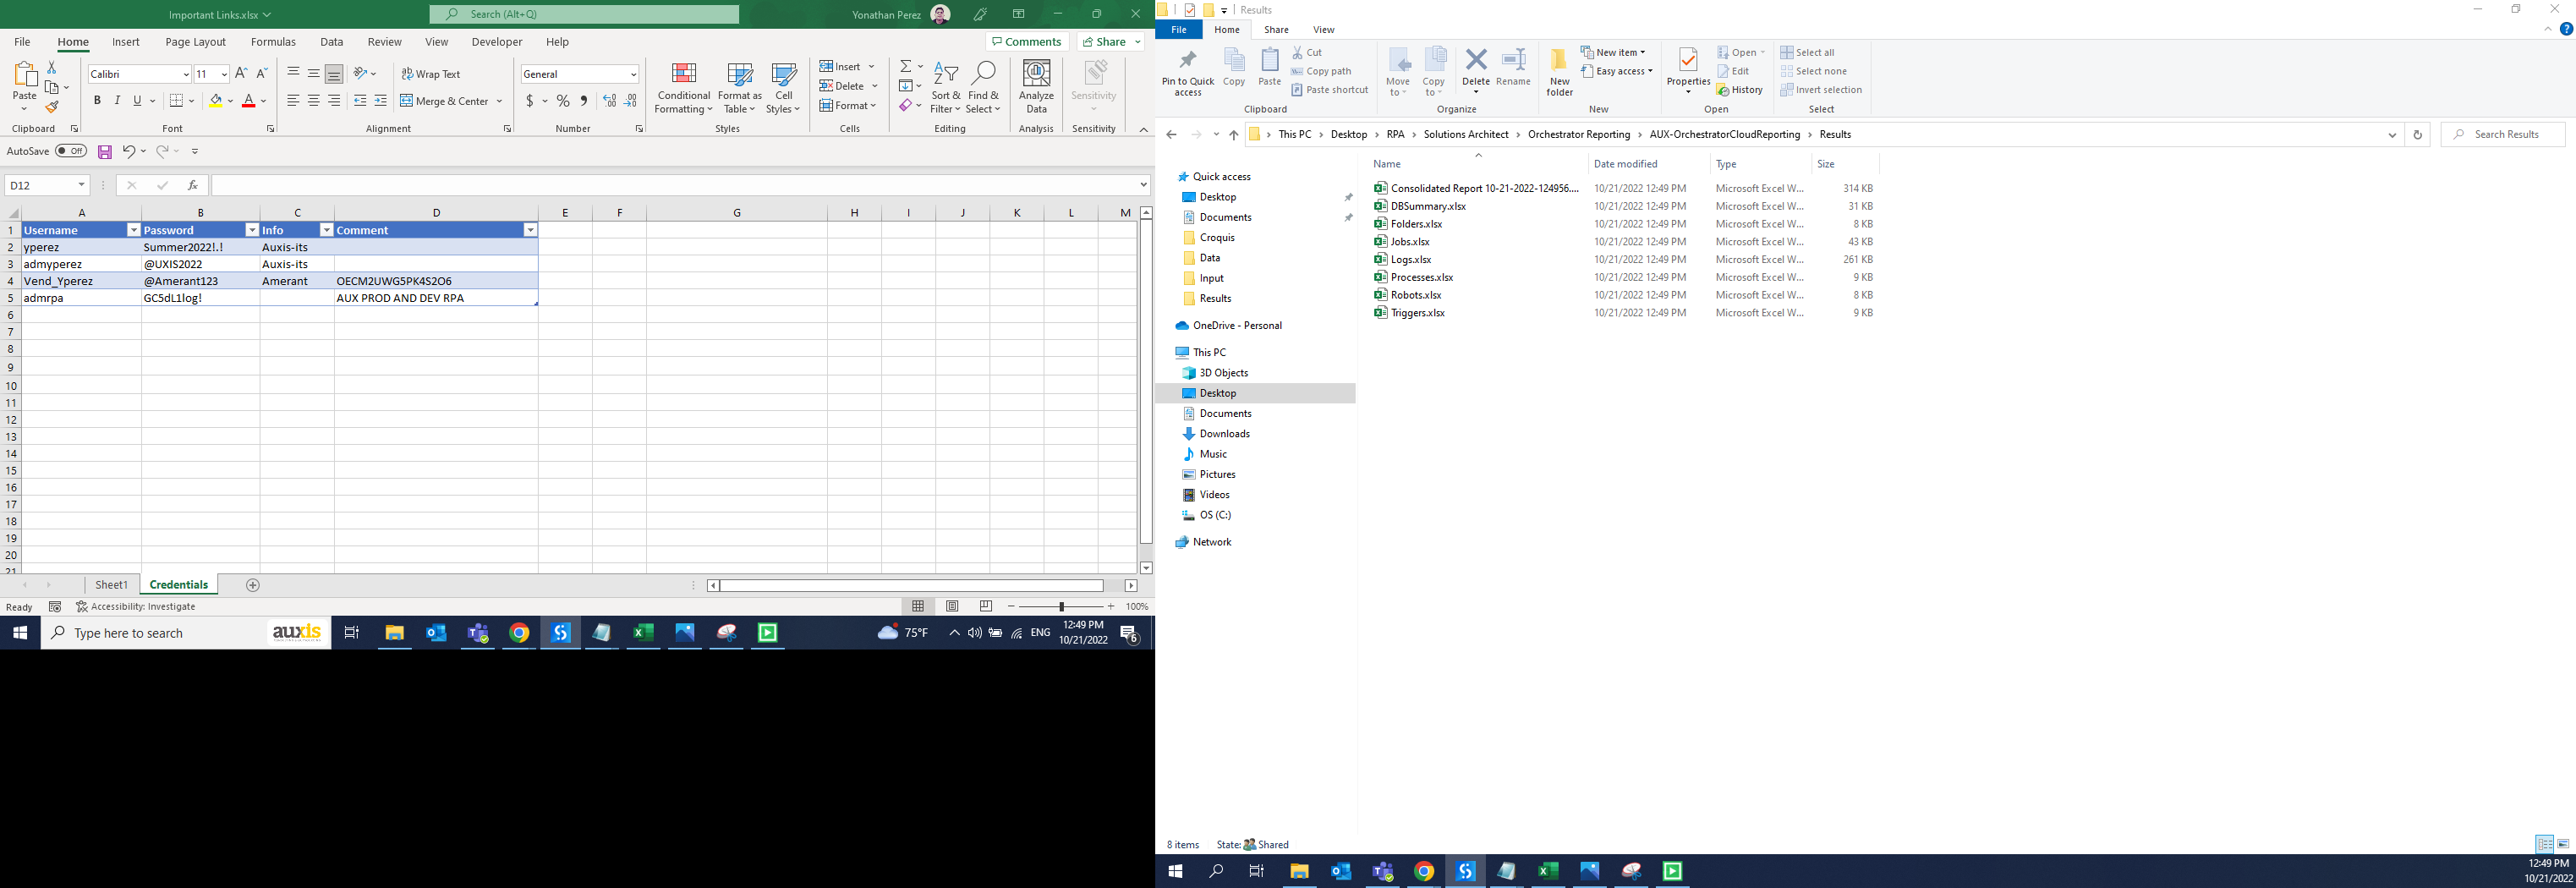 Important Links.xlsx
Search (Alt+Q)
Yonathan Perez
File Home Insert Page Layout Formulas Data Review View Developer Help
Comments Share
Paste
Calibri 11
B I U
Wrap Text
Merge & Center
General
$ %
Conditional Formatting
Format as Table
Cell Styles
Insert
Delete
Format
Sort & Filter
Find & Select
Analyze Data
Sensitivity
Clipboard Font Alignment Number Styles Cells Editing Analysis Sensitivity
AutoSave Off
D12 fx
A B C D E F G H I J K L M
1 Username Password Info Comment
2 yperez Summer2022!.! Auxis-its
3 admyperez @UXIS2022 Auxis-its
4 Vend_Yperez @Amerant123 Amerant OECM2UWG5PK4S2O6
5 admrpa GC5dL1log! AUX PROD AND DEV RPA
6
7
8
9
10
11
12
13
14
15
16
17
18
19
20
21
Sheet1 Credentials
Ready Accessibility: Investigate 100%
Type here to search auxis 75°F ENG 12:49 PM
10/21/2022 6
Results
File Home Share View
Pin to Quick access
Copy
Paste
Cut
Copy path
Paste shortcut
Move to
Copy to
Delete
Rename
New folder
New item
Easy access
Properties
Open
Edit
History
Select all
Select none
Invert selection
Clipboard Organize New Open Select
This PC Desktop RPA Solutions Architect Orchestrator Reporting AUX-OrchestratorCloudReporting Results
Search Results
Quick access
Desktop
Documents
Croquis
Data
Input
Results
OneDrive - Personal
This PC
3D Objects
Desktop
Documents
Downloads
Music
Pictures
Videos
OS (C:)
Network
Name Date modified Type Size
Consolidated Report 10-21-2022-124956.... 10/21/2022 12:49 PM Microsoft Excel W... 314 KB
DBSummary.xlsx 10/21/2022 12:49 PM Microsoft Excel W... 31 KB
Folders.xlsx 10/21/2022 12:49 PM Microsoft Excel W... 8 KB
Jobs.xlsx 10/21/2022 12:49 PM Microsoft Excel W... 43 KB
Logs.xlsx 10/21/2022 12:49 PM Microsoft Excel W... 261 KB
Processes.xlsx 10/21/2022 12:49 PM Microsoft Excel W... 9 KB
Robots.xlsx 10/21/2022 12:49 PM Microsoft Excel W... 8 KB
Triggers.xlsx 10/21/2022 12:49 PM Microsoft Excel W... 9 KB
8 items State: Shared
12:49 PM
10/21/2022